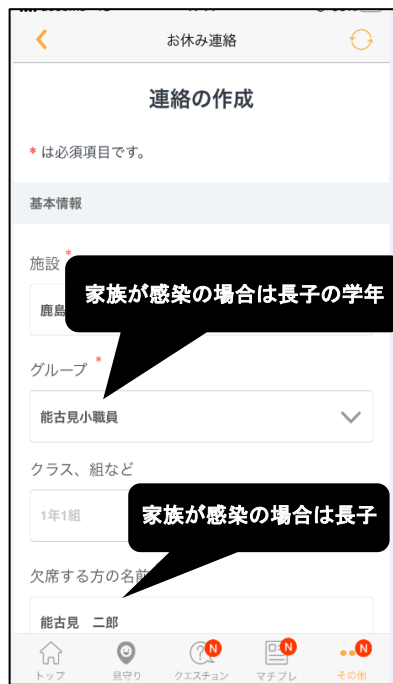 お休み連絡
連絡の作成
* は必須項目です。
基本情報
施設 *
家族が感染の場合は長子の学年
鹿島
グループ *
能古見小職員
クラス、組など
1年1組
家族が感染の場合は長子
欠席する方の名前
能古見 二郎
トップ 見守り クエスチョン マチプレ その他
N N N